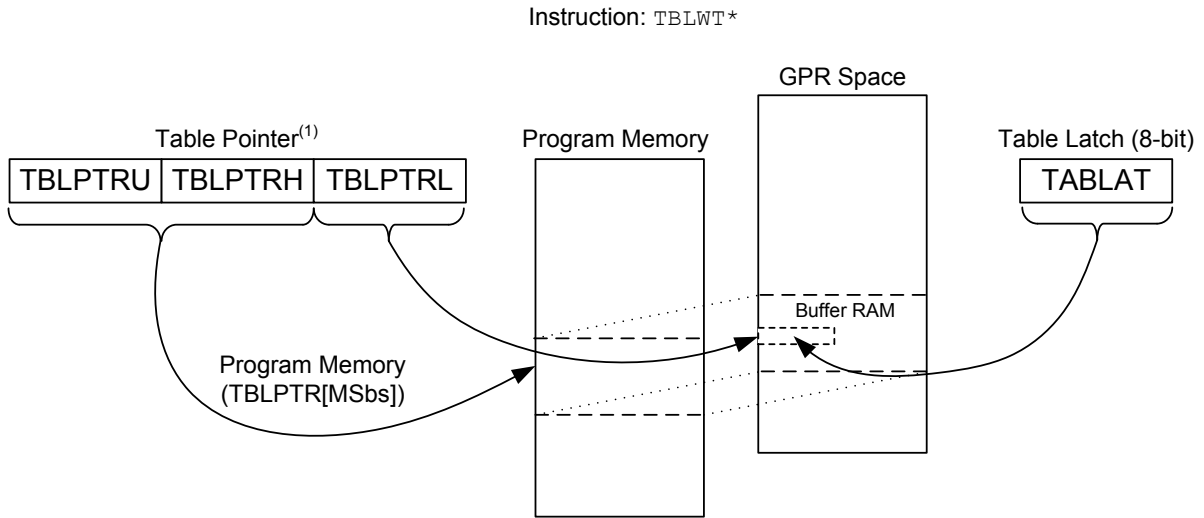 Instruction: TBLWT*
GPR Space
Table Pointer(1)
Program Memory
Table Latch (8-bit)
TBLPTRU TBLPTRH TBLPTRL
TABLAT
Buffer RAM
Program Memory
(TBLPTR[MSbs])